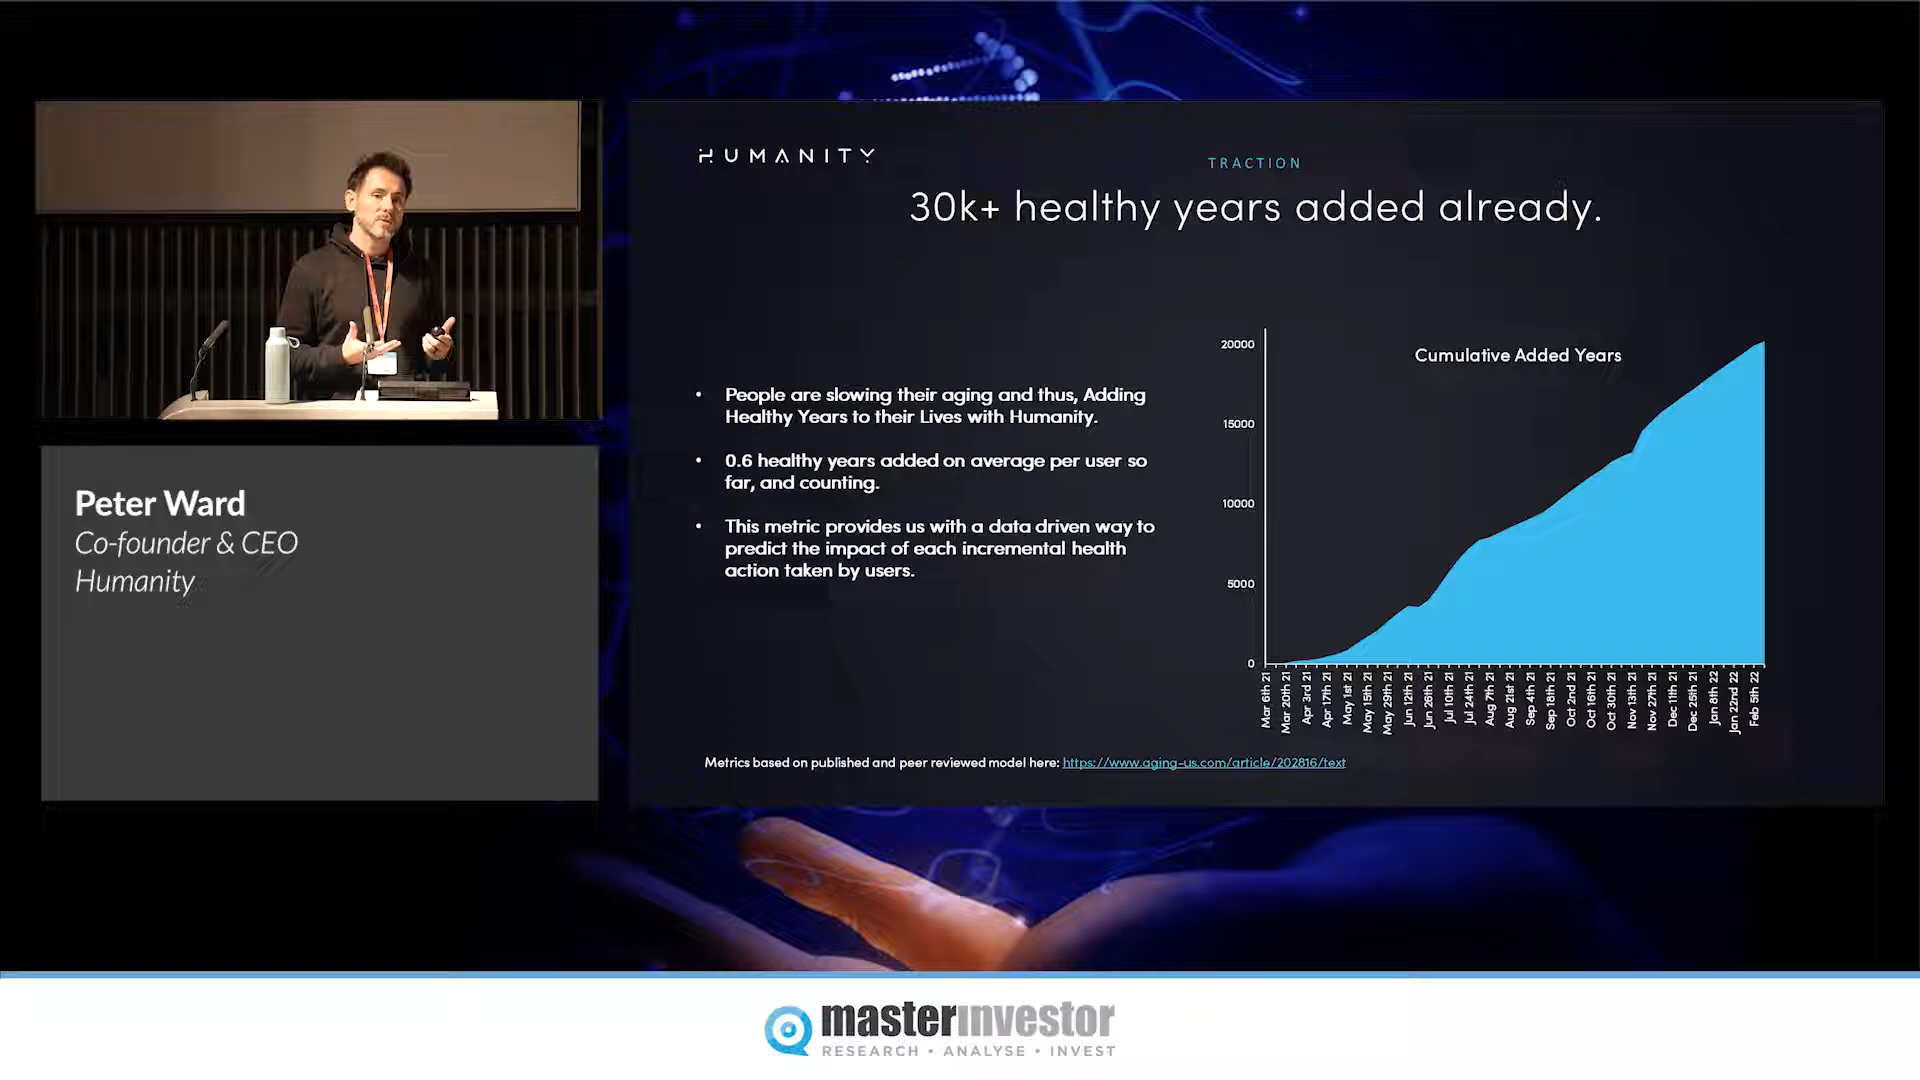 HUMANITY
TRACTION
30k+ healthy years added already.
Peter Ward
Co-founder & CEO
Humanity
• People are slowing their aging and thus, Adding
Healthy Years to their Lives with Humanity.
• 0.6 healthy years added on average per user so
far, and counting.
• This metric provides us with a data driven way to
predict the impact of each incremental health
action taken by users.
Cumulative Added Years
20000
15000
10000
5000
0
Mar 6th 21
Mar 20th 21
Apr 3rd 21
Apr 17th 21
May 1st 21
May 15th 21
May 29th 21
Jun 12th 21
Jun 26th 21
Jul 10th 21
Jul 24th 21
Aug 7th 21
Aug 21st 21
Sep 4th 21
Sep 18th 21
Oct 2nd 21
Oct 16th 21
Oct 30th 21
Nov 13th 21
Nov 27th 21
Dec 11th 21
Dec 25th 21
Jan 8th 22
Jan 22nd 22
Feb 5th 22
Metrics based on published and peer reviewed model here: https://www.aging-us.com/article/202816/text
masterinvestor
RESEARCH • ANALYSE • INVEST